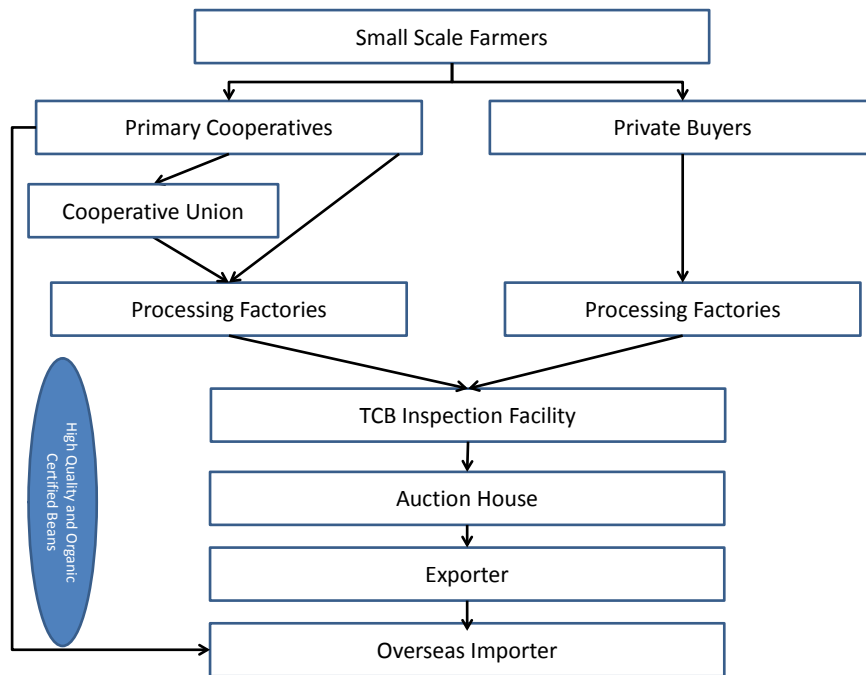 Small Scale Farmers
Primary Cooperatives
Private Buyers
Cooperative Union
Processing Factories
Processing Factories
High Quality and Organic
Certified Beans
TCB Inspection Facility
Auction House
Exporter
Overseas Importer